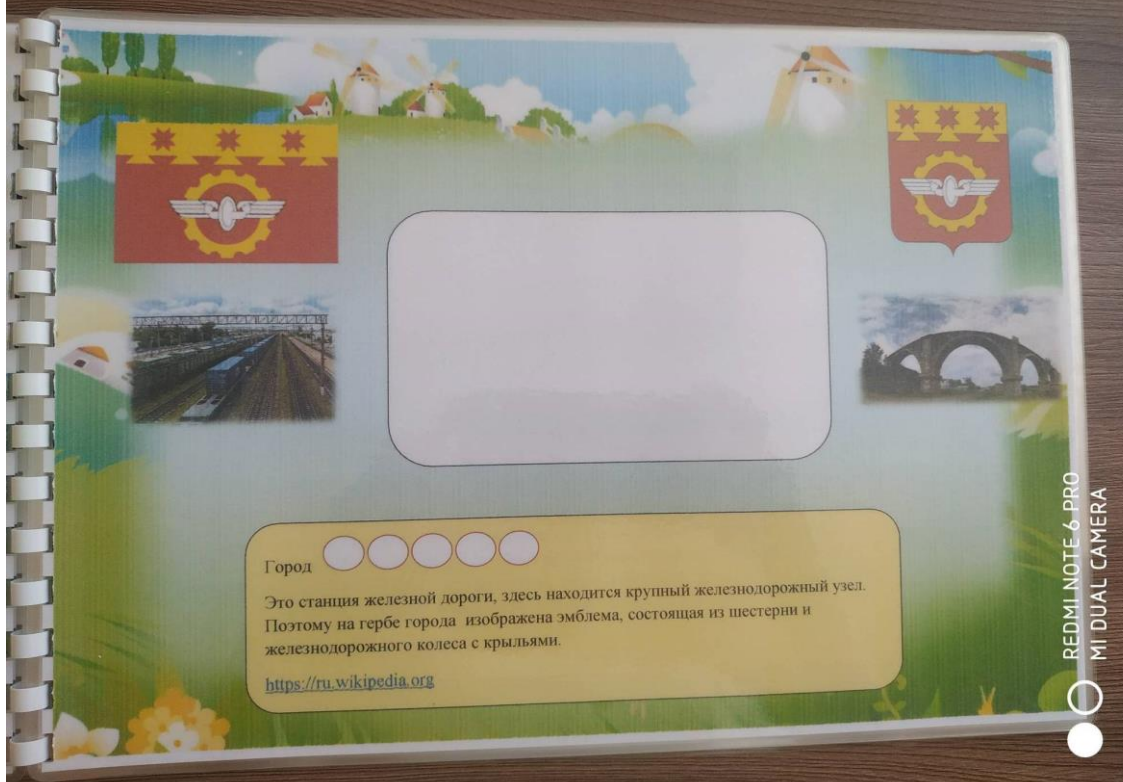 Город
Это станция железной дороги, здесь находится крупный железнодорожный узел.
Поэтому на гербе города изображена эмблема, состоящая из шестерни и
железнодорожного колеса с крыльями.
https://ru.wikipedia.org
REDMI NOTE 6 PRO
MI DUAL CAMERA